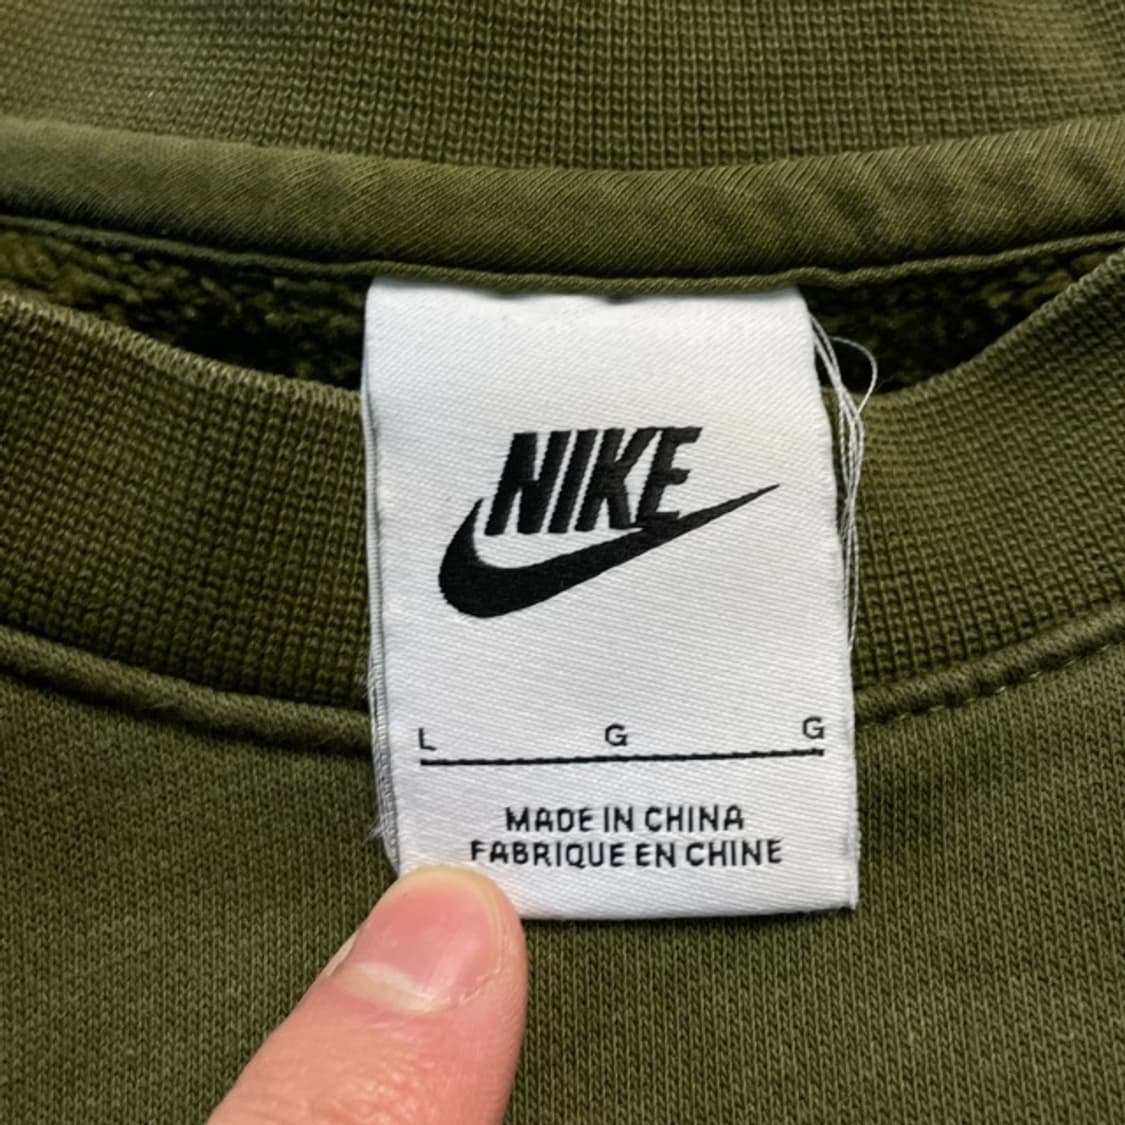 NIKE
L G G
MADE IN CHINA
FABRIQUE EN CHINE